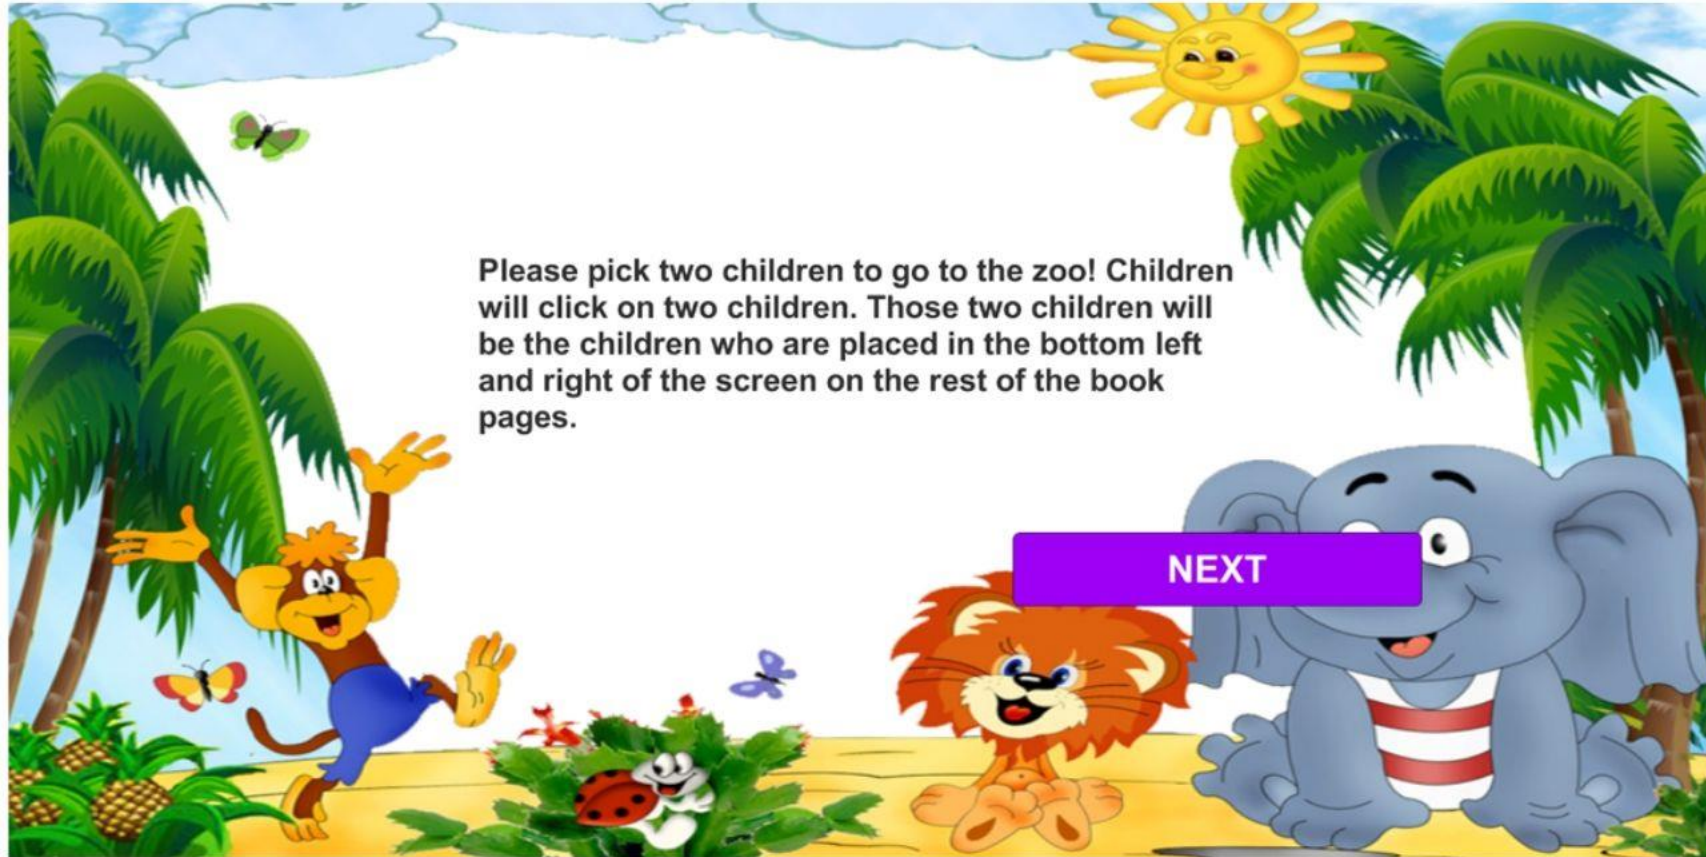 Please pick two children to go to the zoo! Children
will click on two children. Those two children will
be the children who are placed in the bottom left
and right of the screen on the rest of the book
pages.
NEXT